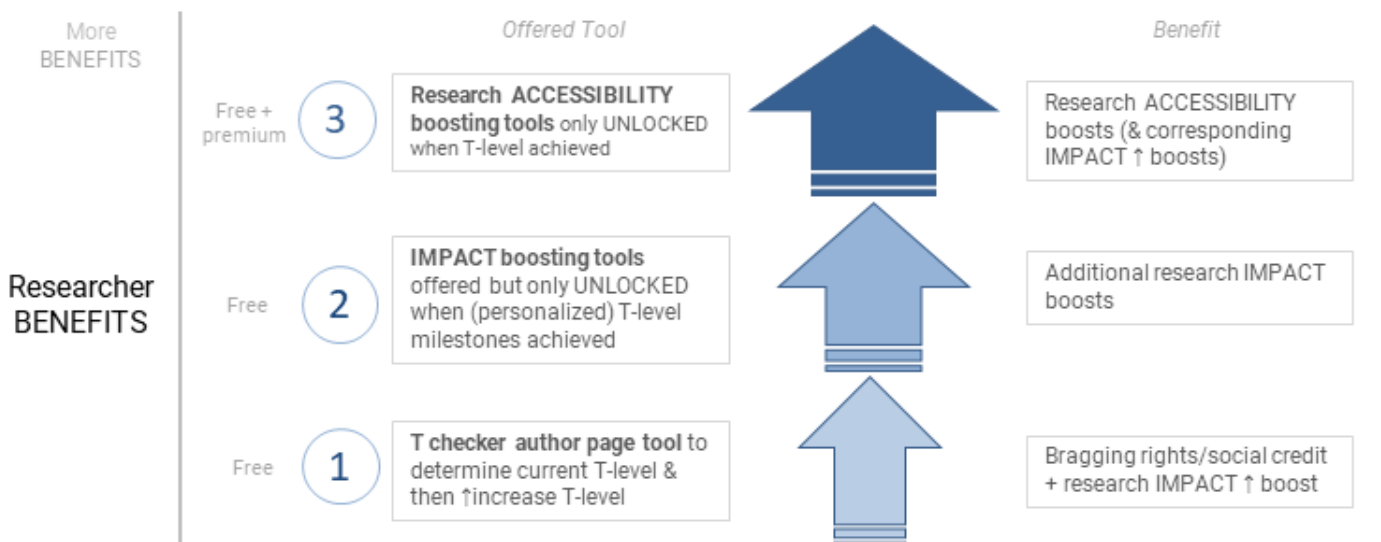 More
BENEFITS
Offered Tool
Benefit
Free +
premium
3
Research ACCESSIBILITY
boosting tools only UNLOCKED
when T-level achieved
Research ACCESSIBILITY
boosts (& corresponding
IMPACT ↑ boosts)
Researcher
BENEFITS
Free
2
IMPACT boosting tools
offered but only UNLOCKED
when (personalized) T-level
milestones achieved
Additional research IMPACT
boosts
Free
1
T checker author page tool to
determine current T-level &
then ↑increase T-level
Bragging rights/social credit
+ research IMPACT ↑ boost